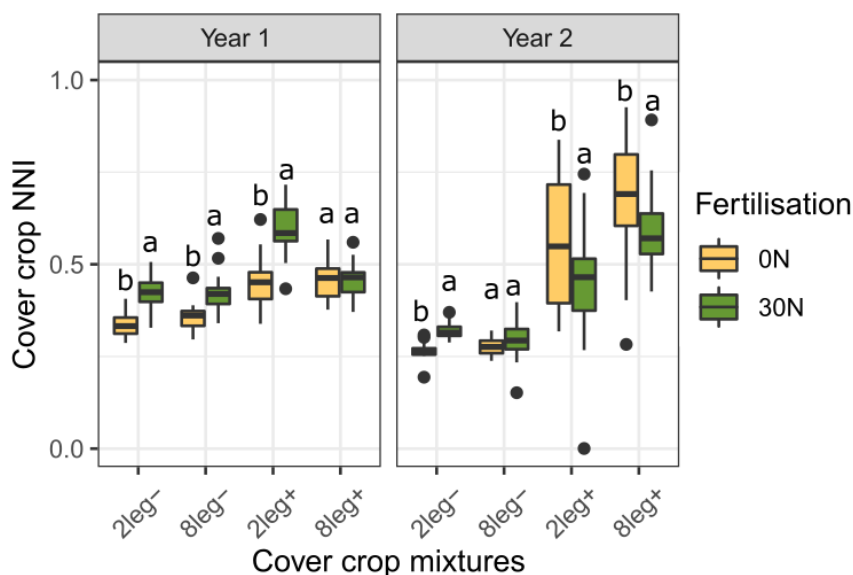 Year 1
Year 2
Cover crop NNI
1.0
0.5
0.0
b a b a b a a a
b a a a b a b a
2leg− 8leg− 2leg+ 8leg+
2leg− 8leg− 2leg+ 8leg+
Cover crop mixtures
Fertilisation
0N
30N